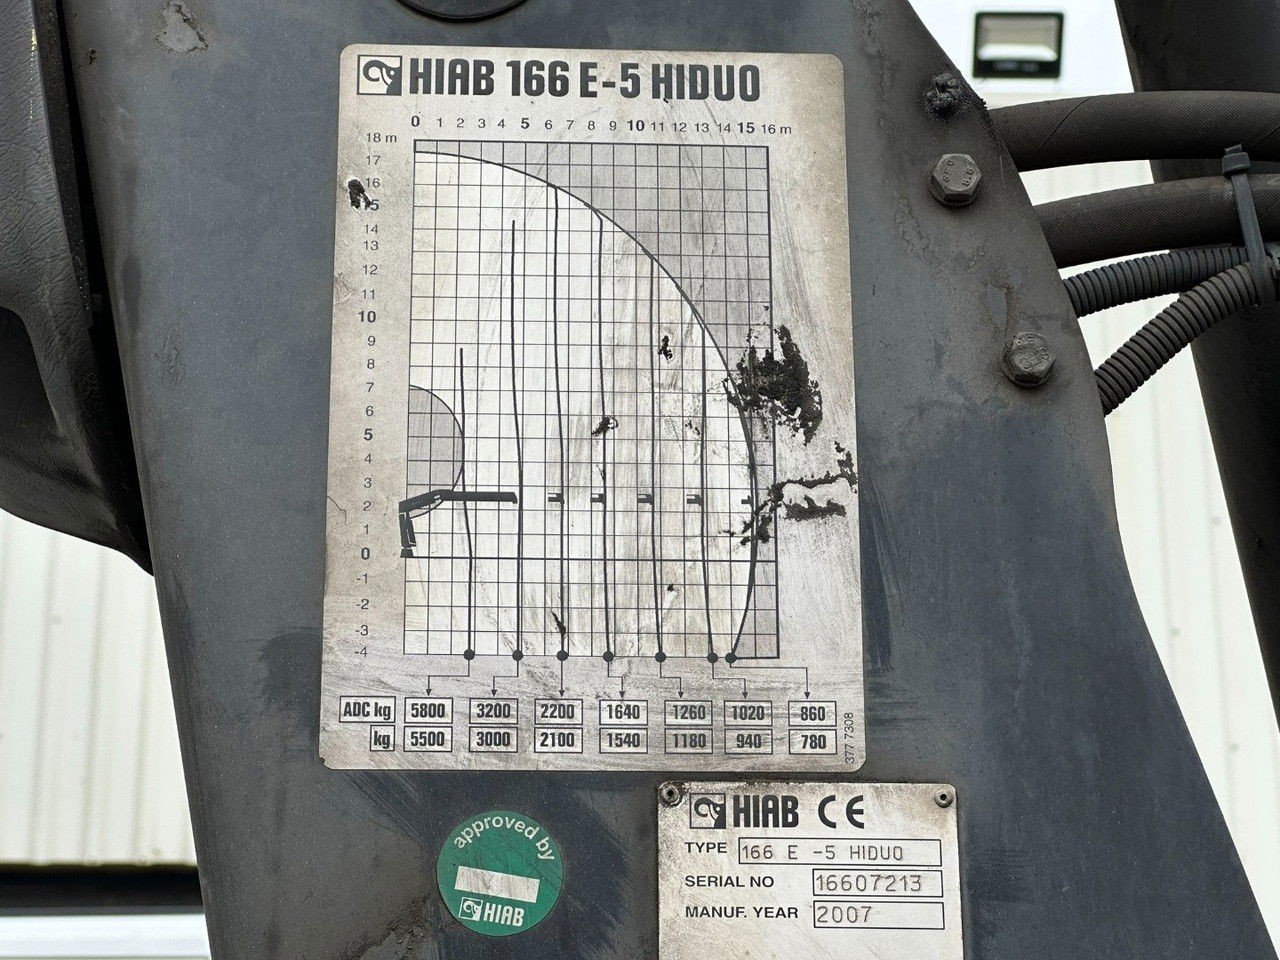 HIAB 166 E-5 HIDUO
0 1 2 3 4 5 6 7 8 9 10 11 12 13 14 15 16 m
18 m
17
16
14
13
12
11
10
9
8
7
6
5
4
3
2
1
0
-1
-2
-3
-4
ADC kg 5800 3200 2200 1640 1260 1020 860
kg 5500 3000 2100 1540 1180 940 780
377 7308
HIAB CE
TYPE 166 E -5 HIDUO
SERIAL NO 16607213
MANUF. YEAR 2007
approved by
HIAB